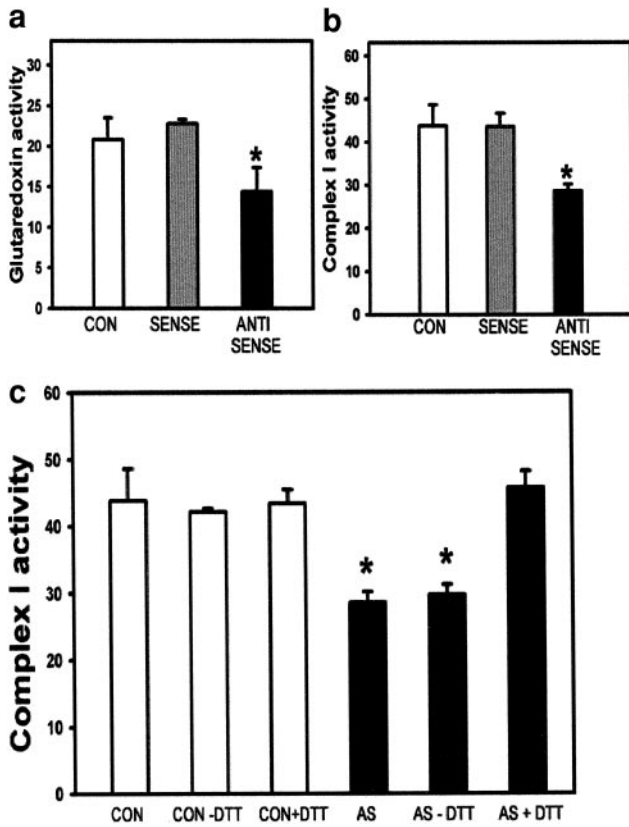 a
Glutaredoxin activity
30
25
20
15
10
5
0
*
CON
SENSE
ANTI
SENSE
b
Complex I activity
60
50
40
30
20
10
0
*
CON
SENSE
ANTI
SENSE
c
Complex I activity
60
50
40
30
20
10
0
*
*
CON
CON -DTT
CON+DTT
AS
AS - DTT
AS + DTT